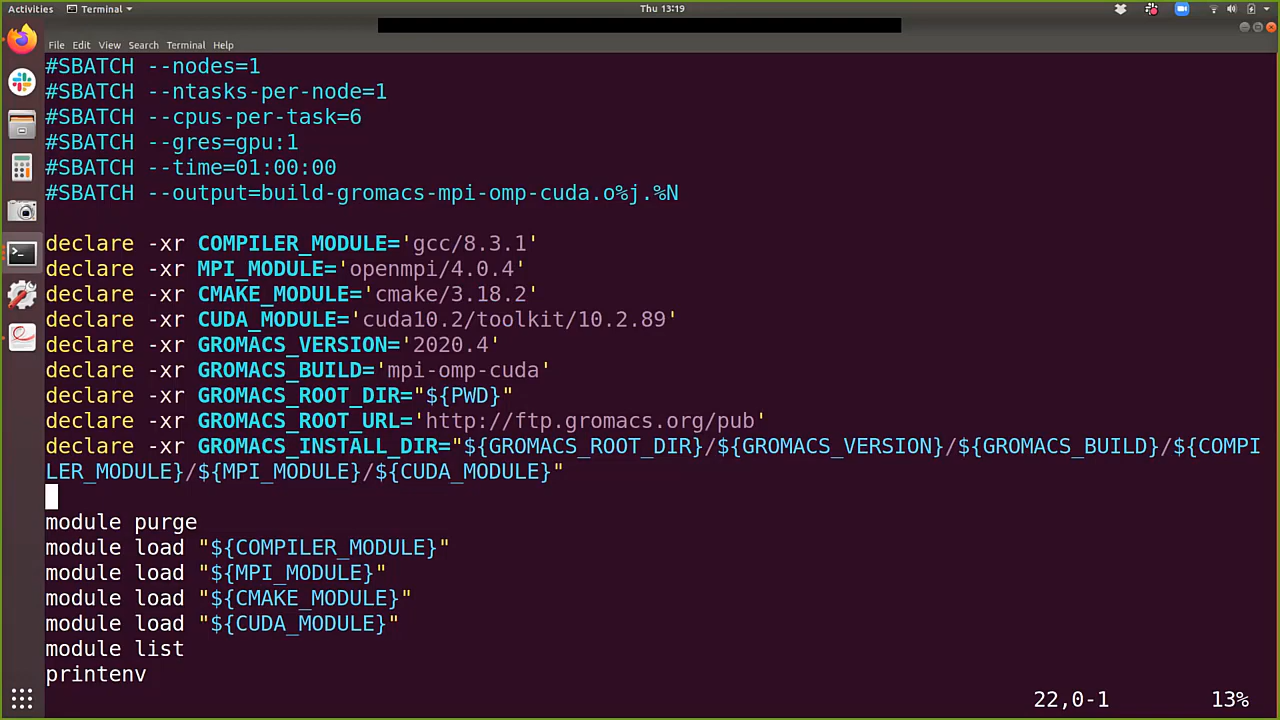 Activities Terminal Thu 13:19
File Edit View Search Terminal Help
#SBATCH --nodes=1
#SBATCH --ntasks-per-node=1
#SBATCH --cpus-per-task=6
#SBATCH --gres=gpu:1
#SBATCH --time=01:00:00
#SBATCH --output=build-gromacs-mpi-omp-cuda.o%j.%N
declare -xr COMPILER_MODULE='gcc/8.3.1'
declare -xr MPI_MODULE='openmpi/4.0.4'
declare -xr CMAKE_MODULE='cmake/3.18.2'
declare -xr CUDA_MODULE='cuda10.2/toolkit/10.2.89'
declare -xr GROMACS_VERSION='2020.4'
declare -xr GROMACS_BUILD='mpi-omp-cuda'
declare -xr GROMACS_ROOT_DIR="${PWD}"
declare -xr GROMACS_ROOT_URL='http://ftp.gromacs.org/pub'
declare -xr GROMACS_INSTALL_DIR="${GROMACS_ROOT_DIR}/${GROMACS_VERSION}/${GROMACS_BUILD}/${COMPI
LER_MODULE}/${MPI_MODULE}/${CUDA_MODULE}"
module purge
module load "${COMPILER_MODULE}"
module load "${MPI_MODULE}"
module load "${CMAKE_MODULE}"
module load "${CUDA_MODULE}"
module list
printenv
22,0-1 13%